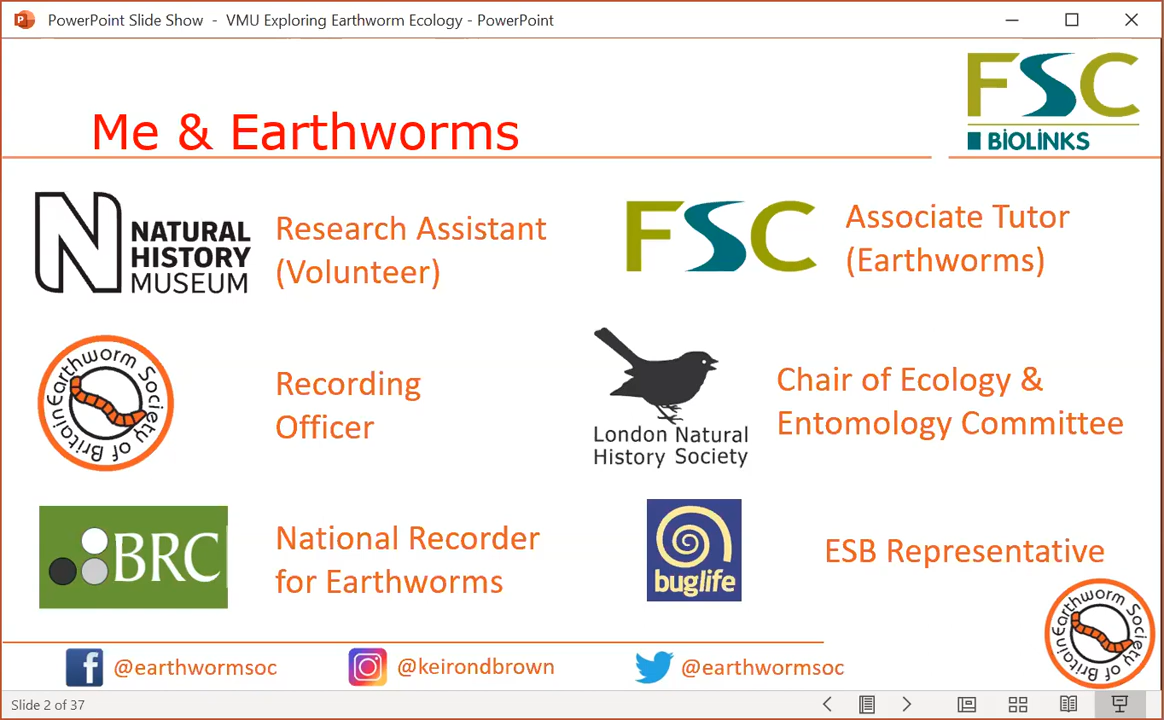 PowerPoint Slide Show - VMU Exploring Earthworm Ecology - PowerPoint
FSC
BIOLINKS
Me & Earthworms
NATURAL
HISTORY
MUSEUM
Research Assistant
(Volunteer)
FSC
Associate Tutor
(Earthworms)
Earthworm Society of Britain
Recording
Officer
London Natural
History Society
Chair of Ecology &
Entomology Committee
BRC
National Recorder
for Earthworms
buglife
ESB Representative
Earthworm Society of Britain
@earthwormsoc
@keirondbrown
@earthwormsoc
Slide 2 of 37